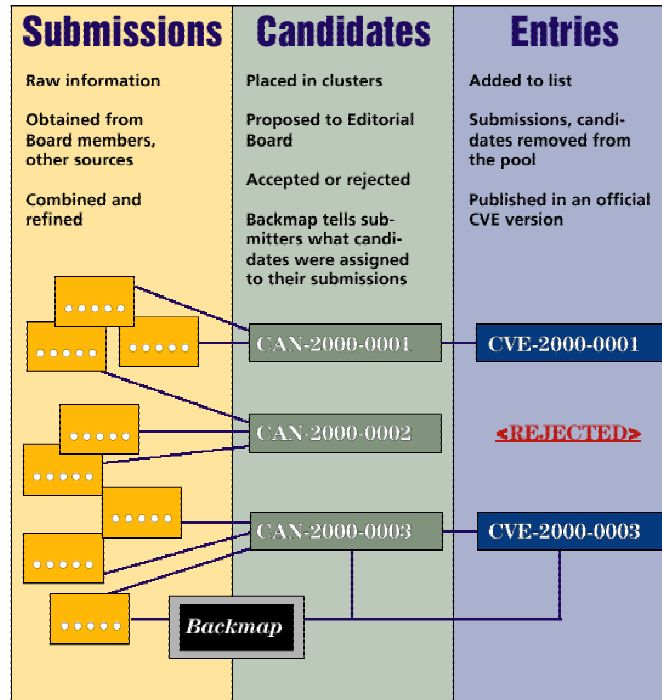 Submissions
Raw information
Obtained from
Board members,
other sources
Combined and
refined
Candidates
Placed in clusters
Proposed to Editorial
Board
Accepted or rejected
Backmap tells sub-
mitters what candi-
dates were assigned
to their submissions
Entries
Added to list
Submissions, candi-
dates removed from
the pool
Published in an official
CVE version
CAN-2000-0001
CVE-2000-0001
CAN-2000-0002
<REJECTED>
CAN-2000-0003
CVE-2000-0003
Backmap